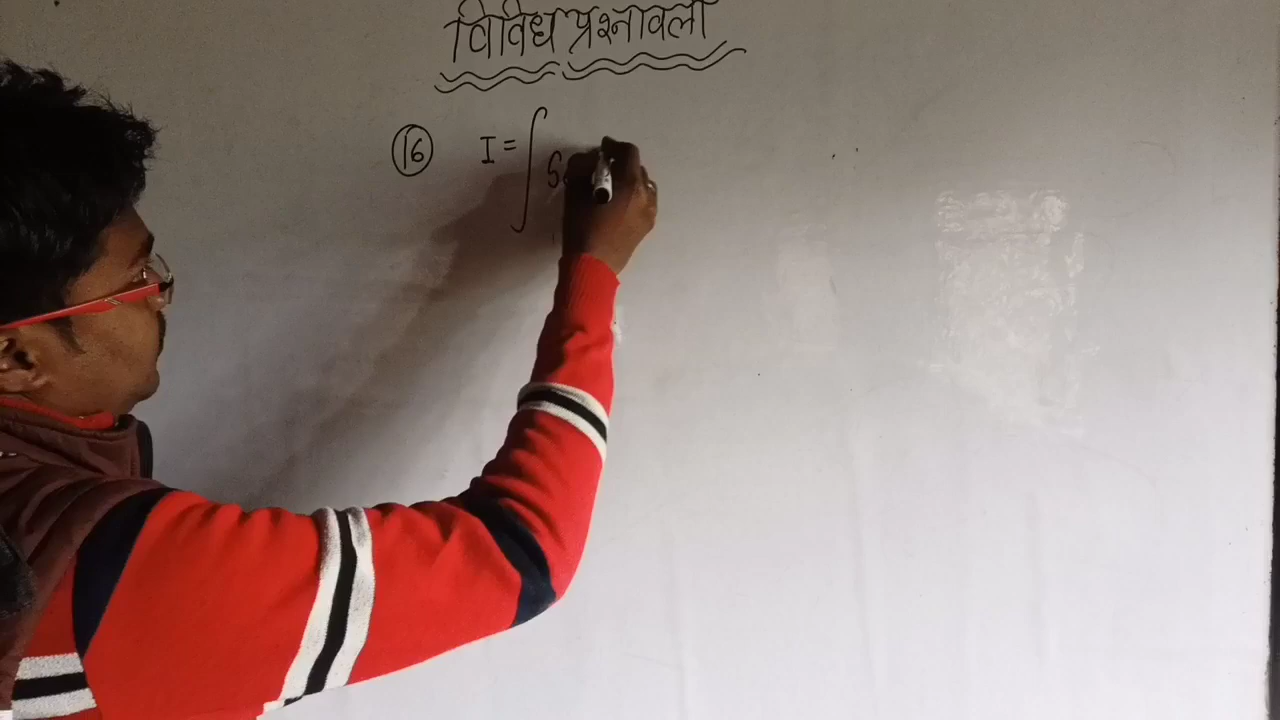 विविध प्रश्नावली
16 I = ∫ S